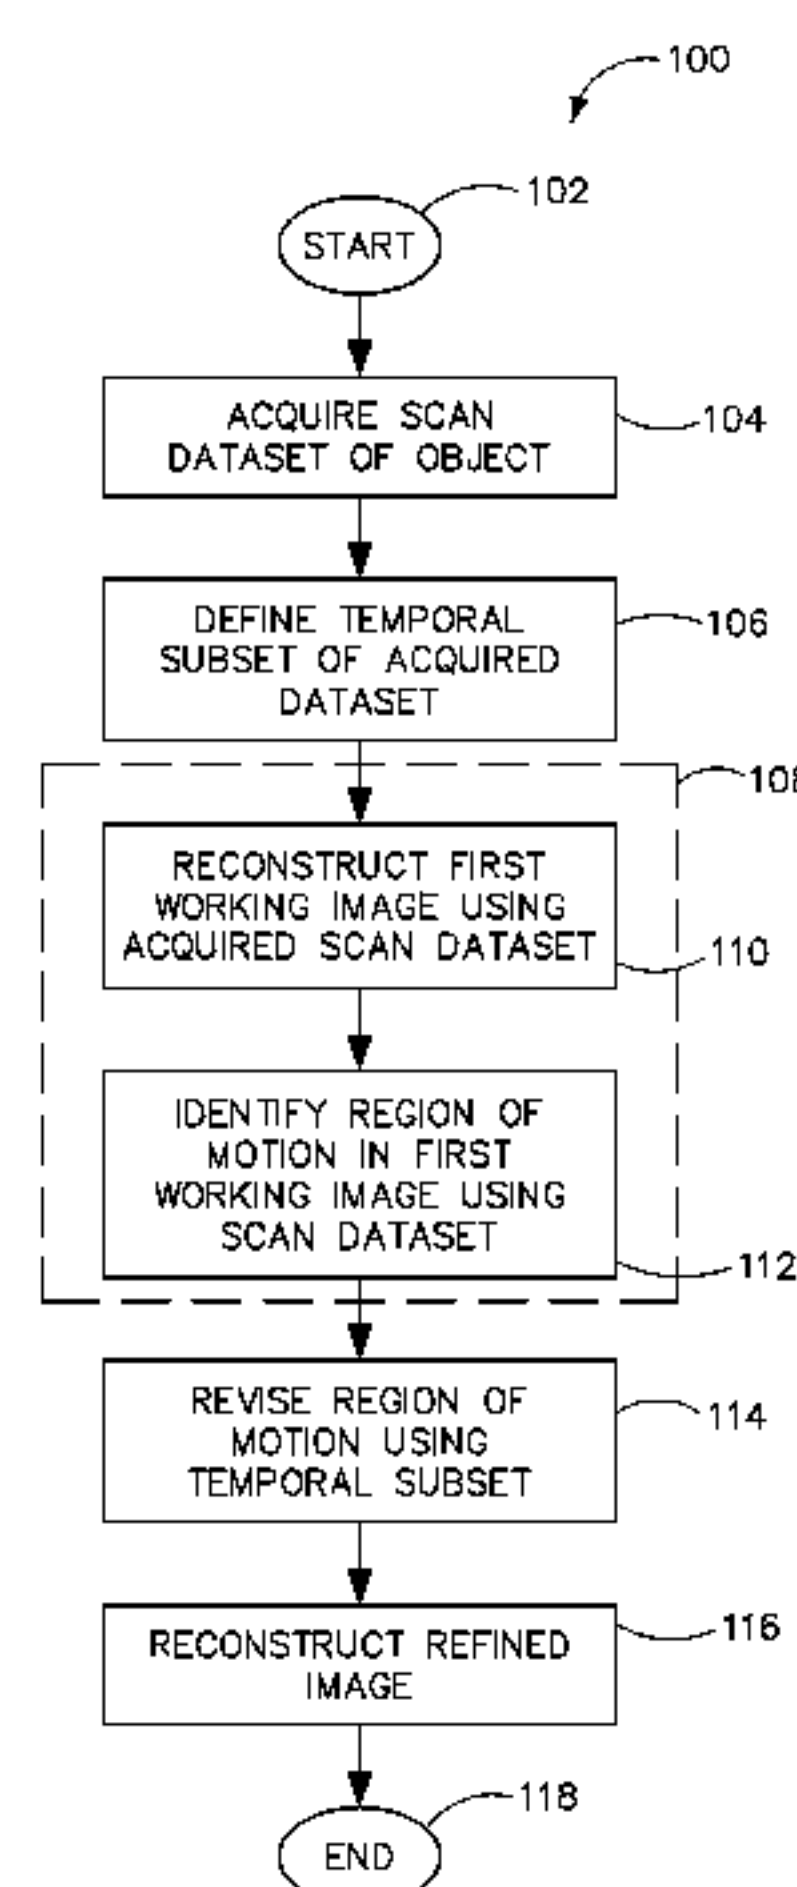 100
102
START
ACQUIRE SCAN
DATASET OF OBJECT
104
DEFINE TEMPORAL
SUBSET OF ACQUIRED
DATASET
106
108
RECONSTRUCT FIRST
WORKING IMAGE USING
ACQUIRED SCAN DATASET
110
IDENTIFY REGION OF
MOTION IN FIRST
WORKING IMAGE USING
SCAN DATASET
112
REVISE REGION OF
MOTION USING
TEMPORAL SUBSET
114
RECONSTRUCT REFINED
IMAGE
116
118
END